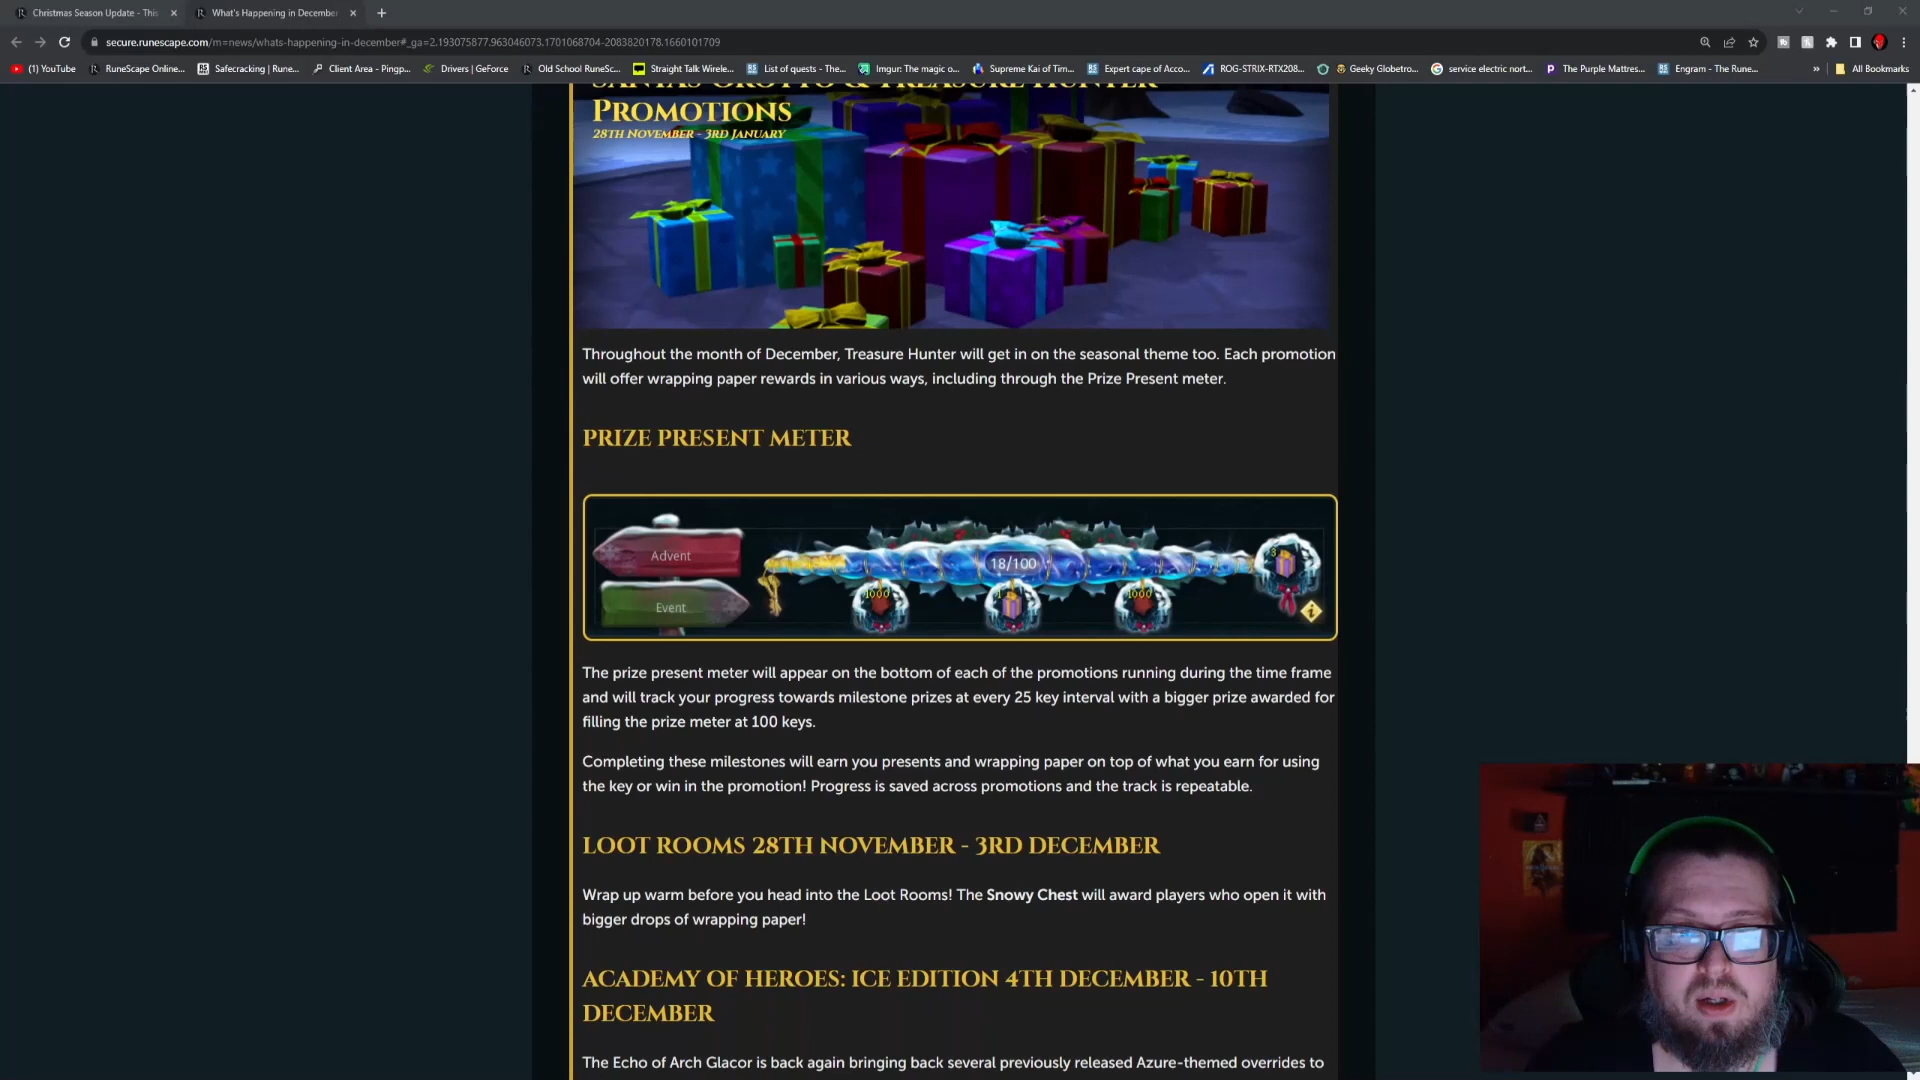 Christmas Season Update - This
What's Happening in December
secure.runescape.com/m=news/whats-happening-in-december#_ga=2.193075877.963046073.1701068704-2083820178.1660101709
(1) YouTube
RuneScape Online...
Safecracking | Rune...
Client Area - Pingp...
Drivers | GeForce
Old School RuneSc...
Straight Talk Wirele...
List of quests - The...
Imgur: The magic o...
Supreme Kai of Tim...
Expert cape of Acco...
ROG-STRIX-RTX208...
Geeky Globetro...
service electric nort...
The Purple Mattres...
Engram - The Rune...
»
All Bookmarks
SANTAS GROTTO & TREASURE HUNTER
PROMOTIONS
28TH NOVEMBER - 3RD JANUARY
Throughout the month of December, Treasure Hunter will get in on the seasonal theme too. Each promotion
will offer wrapping paper rewards in various ways, including through the Prize Present meter.
PRIZE PRESENT METER
Advent
18/100
3
Event
1000
1
1000
The prize present meter will appear on the bottom of each of the promotions running during the time frame
and will track your progress towards milestone prizes at every 25 key interval with a bigger prize awarded for
filling the prize meter at 100 keys.
Completing these milestones will earn you presents and wrapping paper on top of what you earn for using
the key or win in the promotion! Progress is saved across promotions and the track is repeatable.
LOOT ROOMS 28TH NOVEMBER - 3RD DECEMBER
Wrap up warm before you head into the Loot Rooms! The Snowy Chest will award players who open it with
bigger drops of wrapping paper!
ACADEMY OF HEROES: ICE EDITION 4TH DECEMBER - 10TH
DECEMBER
The Echo of Arch Glacor is back again bringing back several previously released Azure-themed overrides to